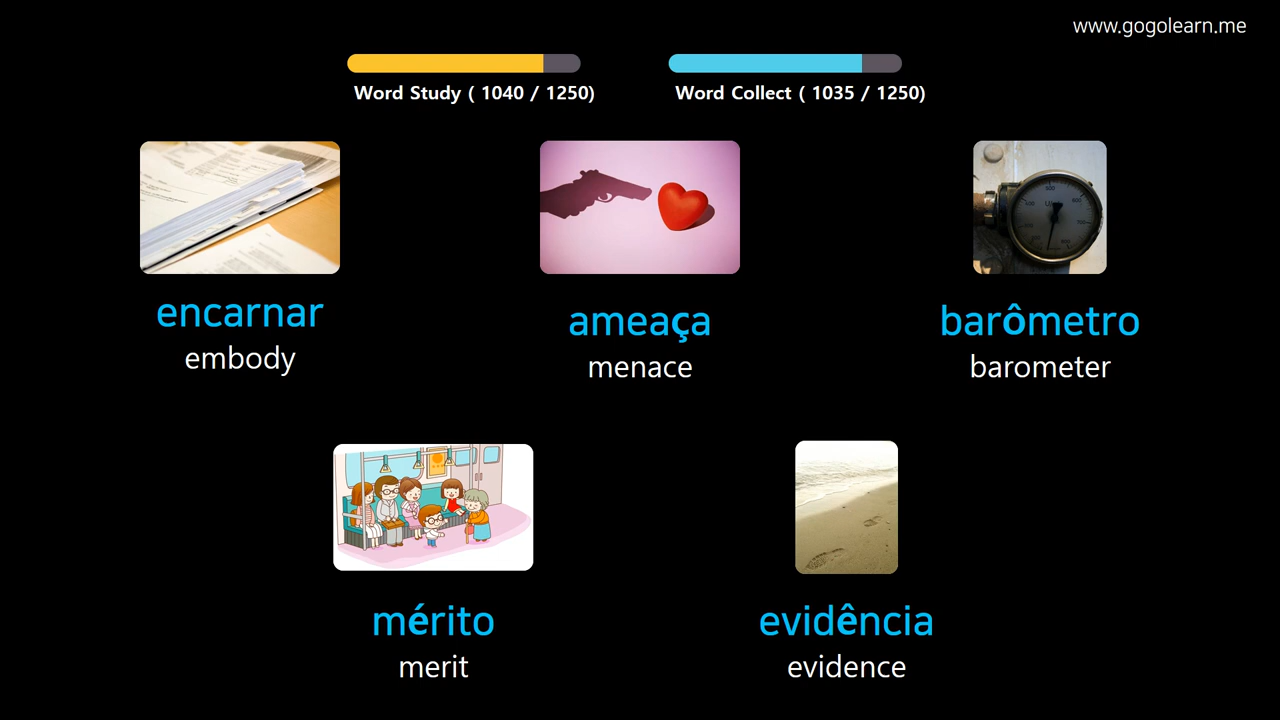 www.gogolearn.me
Word Study ( 1040 / 1250)
Word Collect ( 1035 / 1250)
encarnar
embody
ameaça
menace
barômetro
barometer
mérito
merit
evidência
evidence